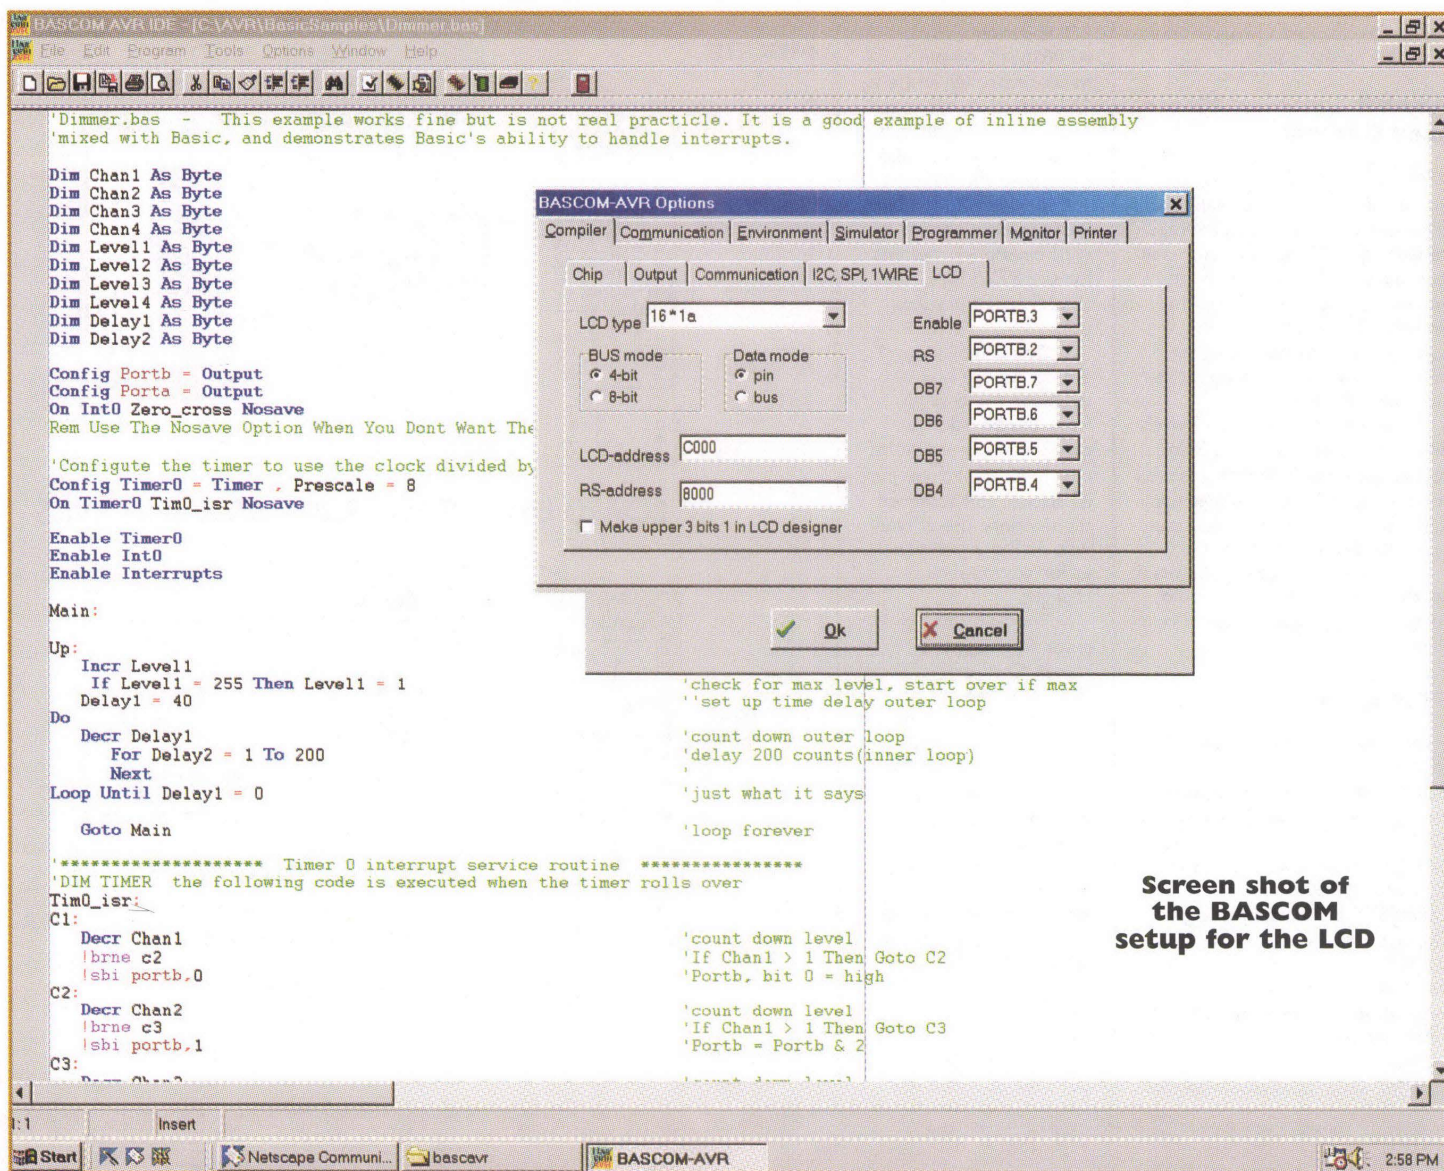 BASCOM AVR IDE - [C:\AVR\BasicSamples\Dimmer.bas]
File Edit Program Tools Options Window Help
'Dimmer.bas - This example works fine but is not real practicle. It is a good example of inline assembly
'mixed with Basic, and demonstrates Basic's ability to handle interrupts.
Dim Chan1 As Byte
Dim Chan2 As Byte
Dim Chan3 As Byte
Dim Chan4 As Byte
Dim Level1 As Byte
Dim Level2 As Byte
Dim Level3 As Byte
Dim Level4 As Byte
Dim Delay1 As Byte
Dim Delay2 As Byte
Config Portb = Output
Config Porta = Output
On Int0 Zero_cross Nosave
Rem Use The Nosave Option When You Dont Want The
'Configute the timer to use the clock divided by
Config Timer0 = Timer , Prescale = 8
On Timer0 Tim0_isr Nosave
Enable Timer0
Enable Int0
Enable Interrupts
Main:
Up:
Incr Level1
If Level1 = 255 Then Level1 = 1 'check for max level, start over if max
Delay1 = 40 ''set up time delay outer loop
Do
Decr Delay1 'count down outer loop
For Delay2 = 1 To 200 'delay 200 counts(inner loop)
Next '
Loop Until Delay1 = 0 'just what it says
Goto Main 'loop forever
'******************** Timer 0 interrupt service routine ****************
'DIM TIMER the following code is executed when the timer rolls over
Tim0_isr:
C1:
Decr Chan1 'count down level
!brne c2 'If Chan1 > 1 Then Goto C2
!sbi portb,0 'Portb, bit 0 = high
C2:
Decr Chan2 'count down level
!brne c3 'If Chan1 > 1 Then Goto C3
!sbi portb,1 'Portb = Portb & 2
C3:
BASCOM-AVR Options
Compiler Communication Environment Simulator Programmer Monitor Printer
Chip Output Communication I2C, SPI, 1WIRE LCD
LCD type 16*1a
BUS mode
4-bit
8-bit
Data mode
pin
bus
LCD-address C000
RS-address 8000
Make upper 3 bits 1 in LCD designer
Enable PORTB.3
RS PORTB.2
DB7 PORTB.7
DB6 PORTB.6
DB5 PORTB.5
DB4 PORTB.4
Ok Cancel
Screen shot of
the BASCOM
setup for the LCD
1:1 Insert
Start Netscape Communi... bascavr BASCOM-AVR 2:58 PM